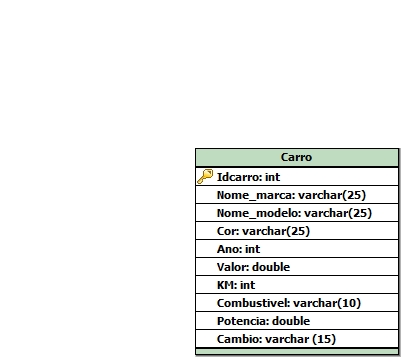 Carro
Idcarro: int
Nome_marca: varchar(25)
Nome_modelo: varchar(25)
Cor: varchar(25)
Ano: int
Valor: double
KM: int
Combustivel: varchar(10)
Potencia: double
Cambio: varchar (15)